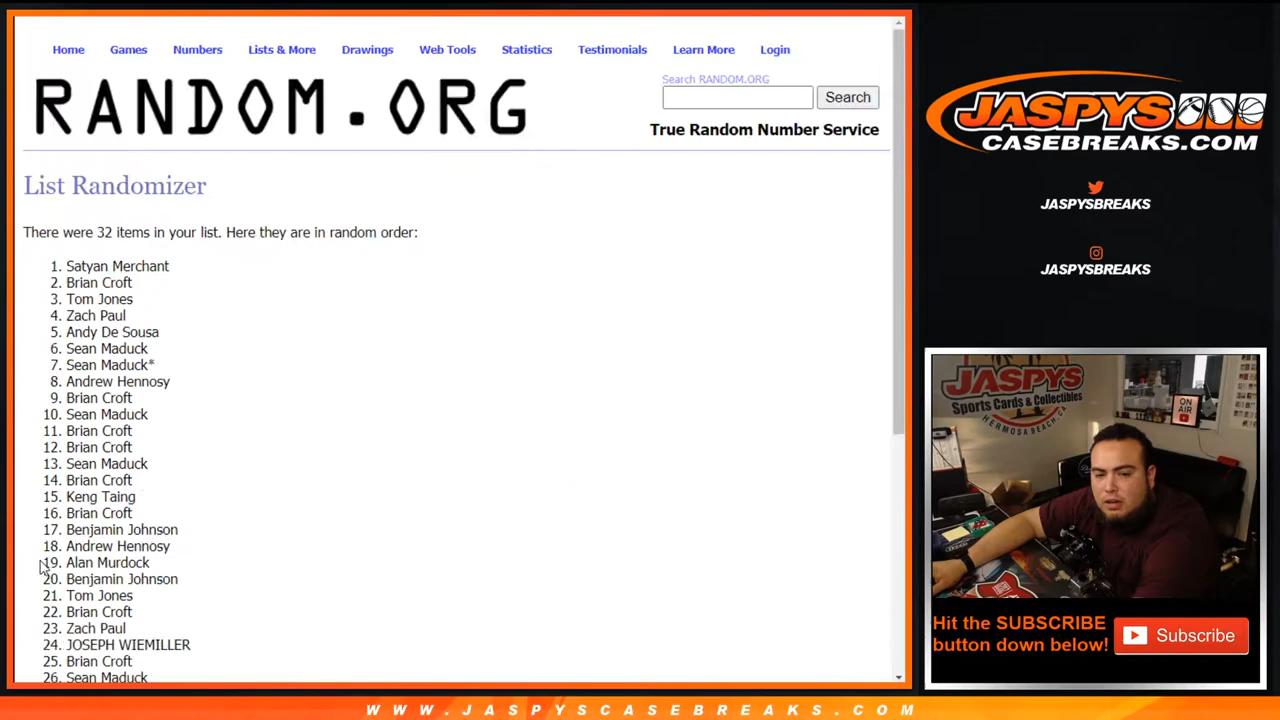 Home Games Numbers Lists & More Drawings Web Tools Statistics Testimonials Learn More Login
RANDOM.ORG
Search RANDOM.ORG
Search
True Random Number Service
List Randomizer
There were 32 items in your list. Here they are in random order:
1. Satyan Merchant
2. Brian Croft
3. Tom Jones
4. Zach Paul
5. Andy De Sousa
6. Sean Maduck
7. Sean Maduck*
8. Andrew Hennosy
9. Brian Croft
10. Sean Maduck
11. Brian Croft
12. Brian Croft
13. Sean Maduck
14. Brian Croft
15. Keng Taing
16. Brian Croft
17. Benjamin Johnson
18. Andrew Hennosy
19. Alan Murdock
20. Benjamin Johnson
21. Tom Jones
22. Brian Croft
23. Zach Paul
24. JOSEPH WIEMILLER
25. Brian Croft
26. Sean Maduck
JASPYS
CASEBREAKS.COM
JASPYSBREAKS
JASPYSBREAKS
JASPYS
Sports Cards & Collectibles
HERMOSA BEACH, CA
ON AIR
Hit the SUBSCRIBE
button down below!
Subscribe
WWW.JASPYSCASEBREAKS.COM